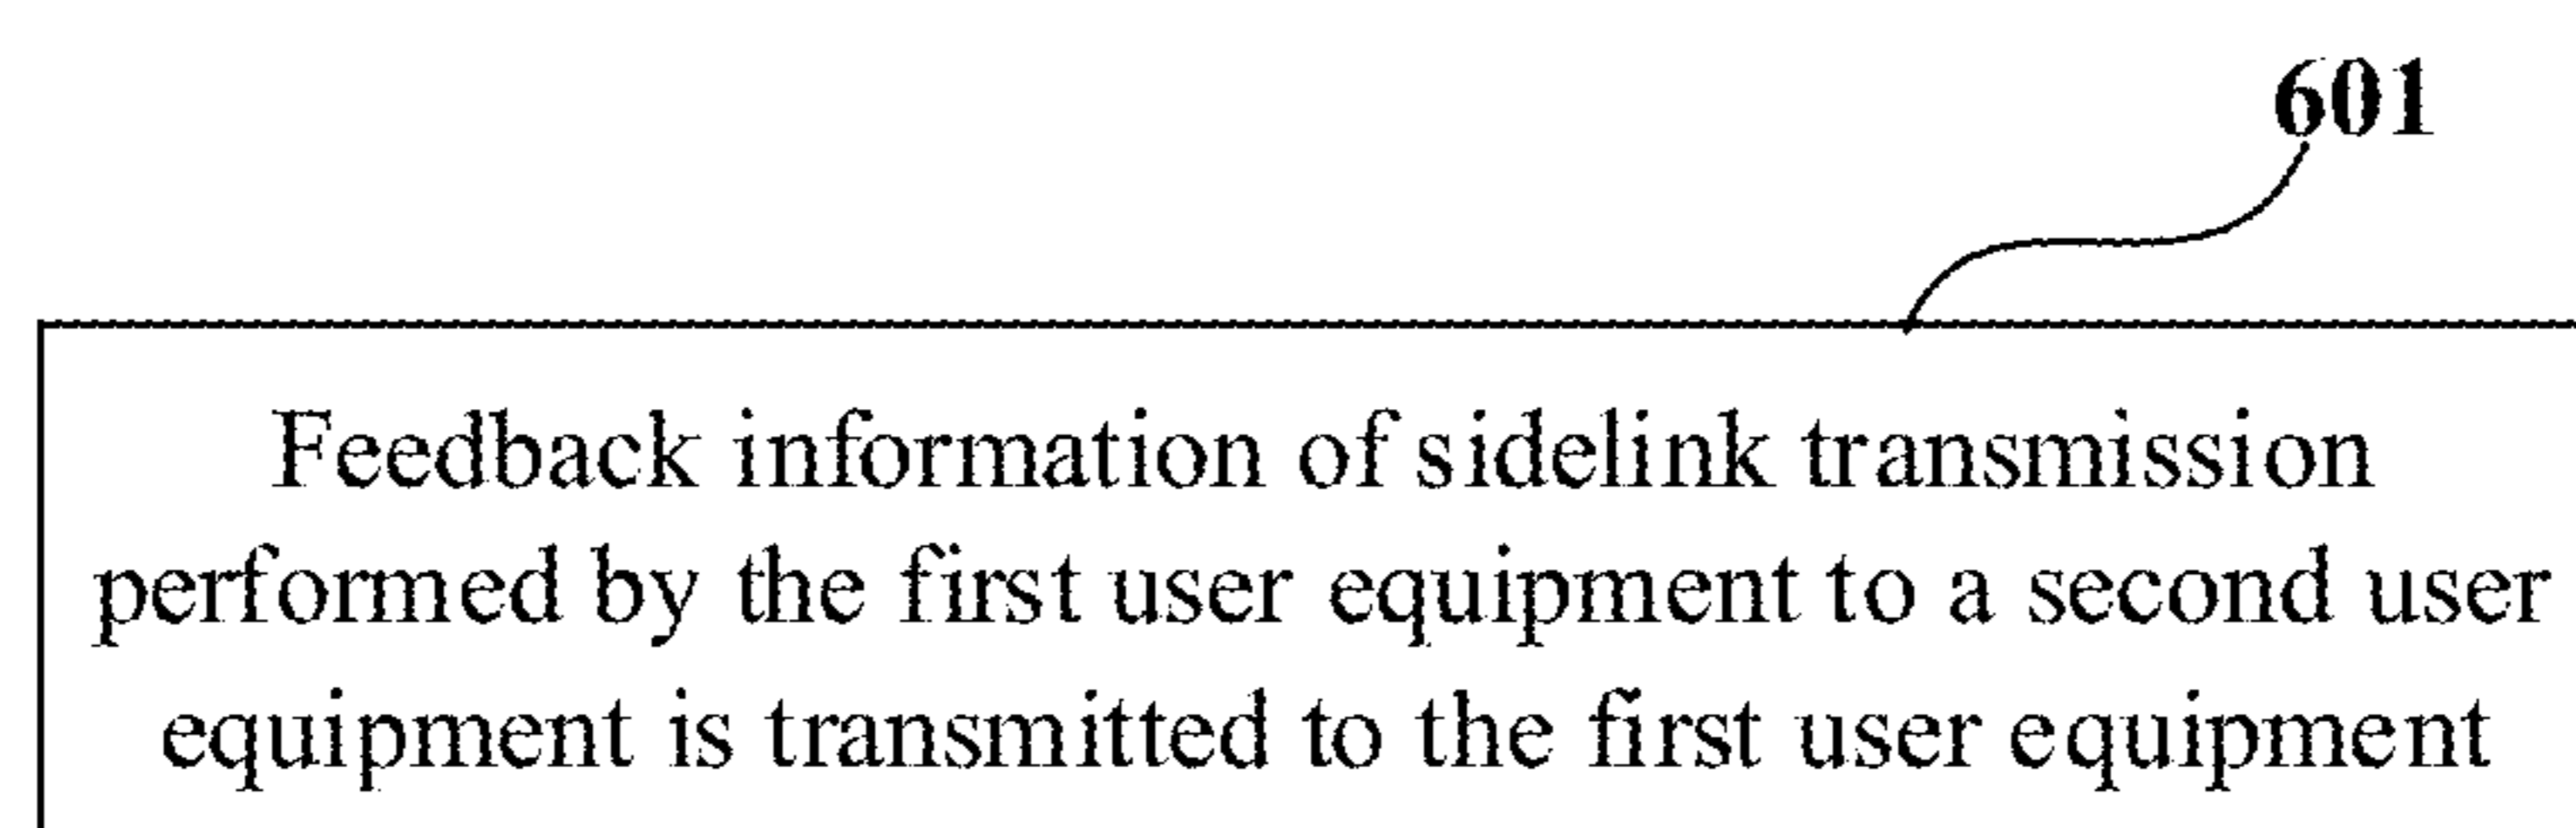 601
Feedback information of sidelink transmission
performed by the first user equipment to a second user
equipment is transmitted to the first user equipment